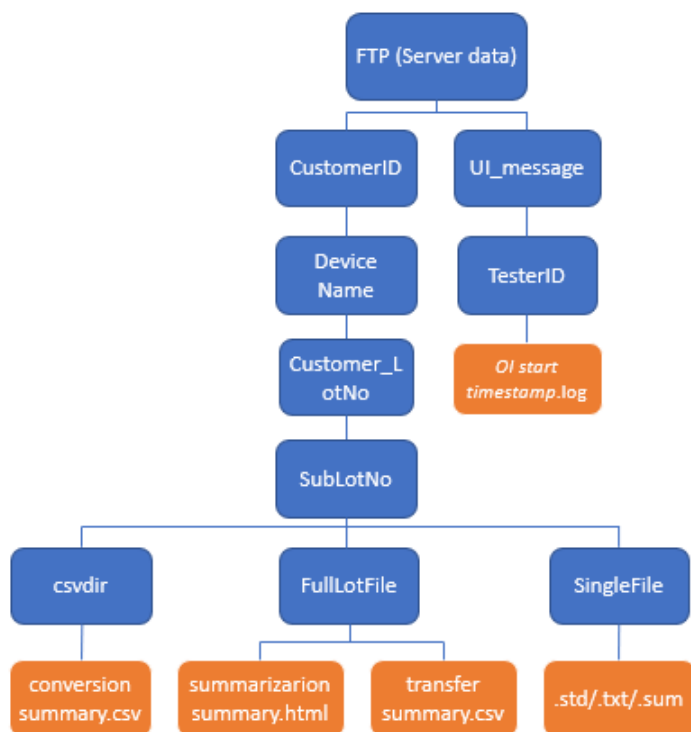 FTP (Server data)
CustomerID
UI_message
Device
Name
TesterID
Customer_L
otNo
OI start
timestamp.log
SubLotNo
csvdir
FullLotFile
SingleFile
conversion
summary.csv
summarizarion
summary.html
transfer
summary.csv
.std/.txt/.sum